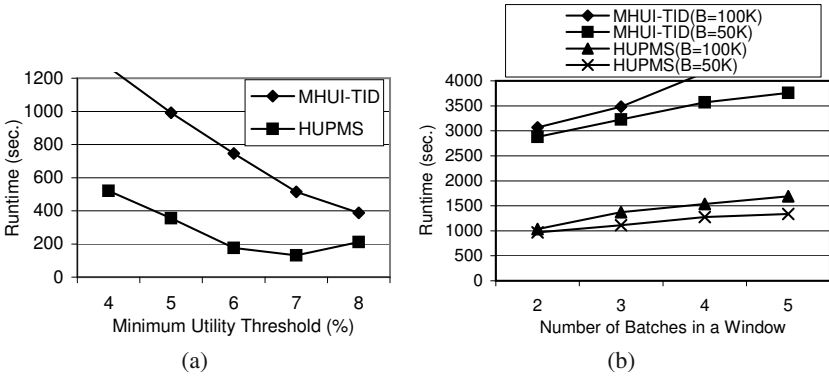 1200
1000
800
600
400
200
0
Runtime (sec.)
MHUI-TID
HUPMS
4 5 6 7 8
Minimum Utility Threshold (%)
(a)
MHUI-TID(B=100K)
MHUI-TID(B=50K)
HUPMS(B=100K)
HUPMS(B=50K)
4000
3500
3000
2500
2000
1500
1000
500
0
Runtime (sec.)
2 3 4 5
Number of Batches in a Window
(b)